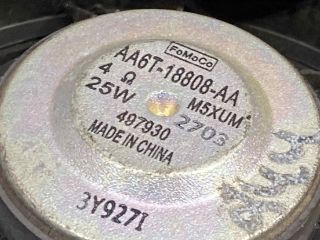 FoMoCo
AA6T-18808-AA
4 Ω
M5XUM
25W
2703
497930
MADE IN CHINA
3Y927I